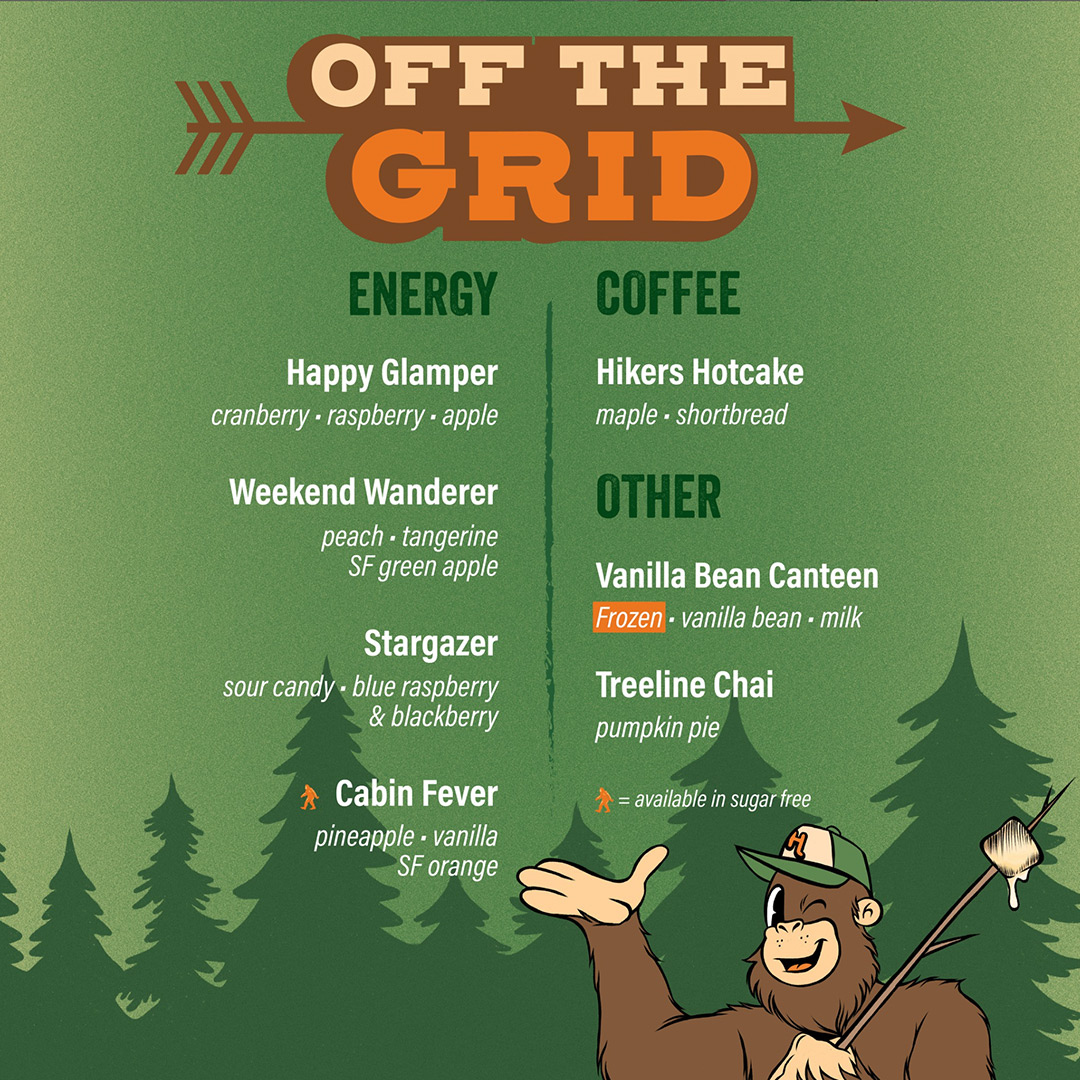 OFF THE
GRID
ENERGY
Happy Glamper
cranberry • raspberry • apple
Weekend Wanderer
peach • tangerine
SF green apple
Stargazer
sour candy • blue raspberry
& blackberry
Cabin Fever
pineapple • vanilla
SF orange
COFFEE
Hikers Hotcake
maple • shortbread
OTHER
Vanilla Bean Canteen
Frozen • vanilla bean • milk
Treeline Chai
pumpkin pie
= available in sugar free
H